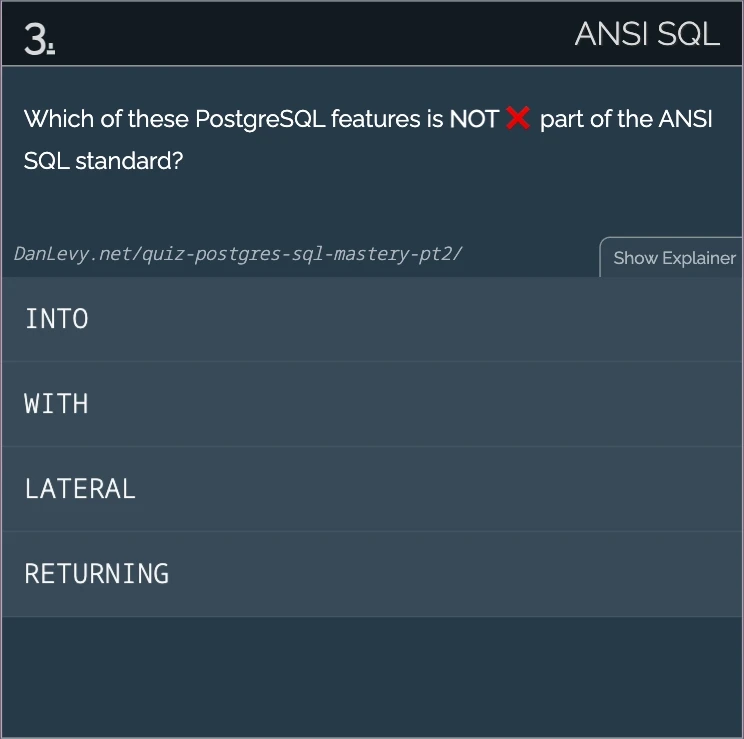 3.
ANSI SQL
Which of these PostgreSQL features is NOT ❌ part of the ANSI
SQL standard?
DanLevy.net/quiz-postgres-sql-mastery-pt2/
Show Explainer
INTO
WITH
LATERAL
RETURNING